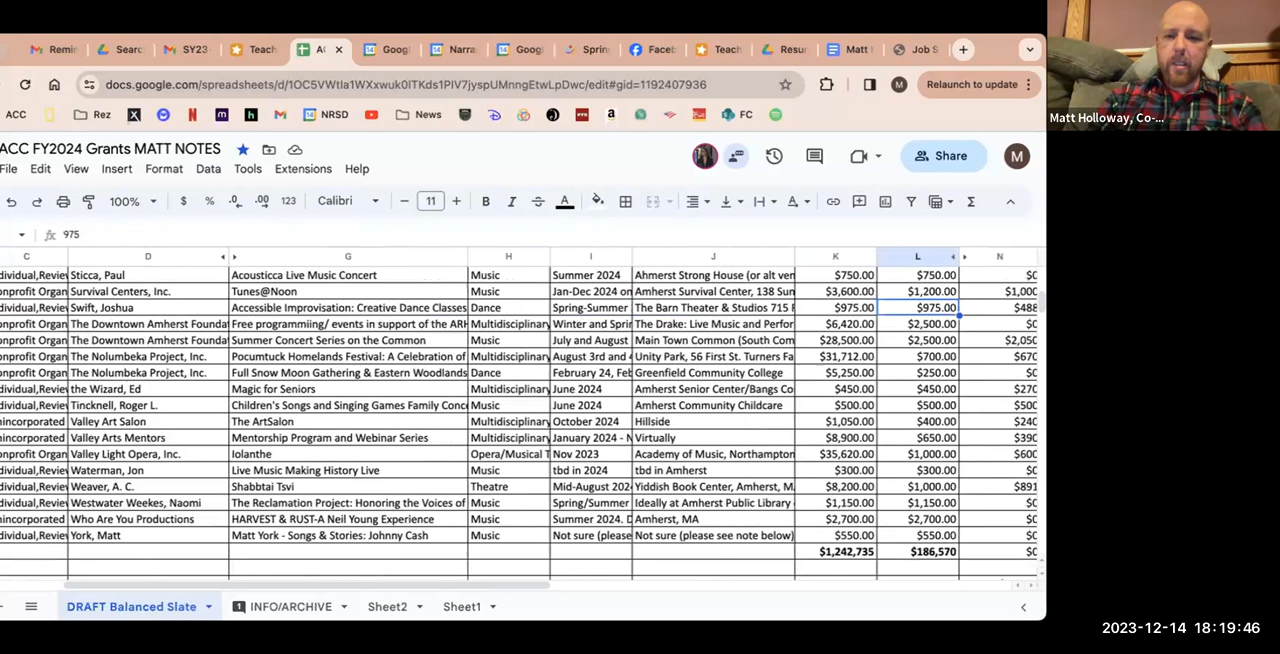 Remin Searc SY23- Teach A( Googl Narra Googl Sprin Faceb Teach Resur Matt Job S
docs.google.com/spreadsheets/d/1OC5VWtla1WXxwuk0ITKds1PIV7jyspUMnngEtwLpDwc/edit#gid=1192407936 M Relaunch to update
ACC Rez X N m h NRSD News a FC
Matt Holloway, Co-...
ACC FY2024 Grants MATT NOTES
File Edit View Insert Format Data Tools Extensions Help
Share M
100% $ % .0 .00 123 Calibri 11 B I A
fx 975
C D G H I J K L N
dividual,Review Sticca, Paul Acousticca Live Music Concert Music Summer 2024 Ahmerst Strong House (or alt ven $750.00 $750.00 $0
onprofit Organ Survival Centers, Inc. Tunes@Noon Music Jan-Dec 2024 on Amherst Survival Center, 138 Sun $3,600.00 $1,200.00 $1,000
dividual,Review Swift, Joshua Accessible Improvisation: Creative Dance Classes Dance Spring-Summer The Barn Theater & Studios 715 $975.00 $975.00 $488
onprofit Organ The Downtown Amherst Founda Free programmiing/ events in support of the ARH Multidisciplinary Winter and Sprin The Drake: Live Music and Perfor $6,420.00 $2,500.00 $0
onprofit Organ The Downtown Amherst Founda Summer Concert Series on the Common Music July and August Main Town Common (South Com $28,500.00 $2,500.00 $2,050
onprofit Organ The Nolumbeka Project, Inc. Pocumtuck Homelands Festival: A Celebration of Multidisciplinary August 3rd and 4 Unity Park, 56 First St. Turners Fa $31,712.00 $700.00 $670
onprofit Organ The Nolumbeka Project, Inc. Full Snow Moon Gathering & Eastern Woodlands Dance February 24, Feb Greenfield Community College $5,250.00 $250.00 $0
dividual,Review the Wizard, Ed Magic for Seniors Multidisciplinary June 2024 Amherst Senior Center/Bangs Co $450.00 $450.00 $270
dividual,Review Tincknell, Roger L. Children's Songs and Singing Games Family Conc Music June 2024 Amherst Community Childcare $500.00 $500.00 $500
nincorporated Valley Art Salon The ArtSalon Multidisciplinary October 2024 Hillside $1,050.00 $400.00 $240
nincorporated Valley Arts Mentors Mentorship Program and Webinar Series Multidisciplinary January 2024 - N Virtually $8,900.00 $650.00 $390
onprofit Organ Valley Light Opera, Inc. Iolanthe Opera/Musical T Nov 2023 Academy of Music, Northampton $35,620.00 $1,000.00 $600
dividual,Review Waterman, Jon Live Music Making History Live Music tbd in 2024 tbd in Amherst $300.00 $300.00 $0
dividual,Review Weaver, A. C. Shabbtai Tsvi Theatre Mid-August 202 Yiddish Book Center, Amherst, M $8,200.00 $1,000.00 $891
dividual,Review Westwater Weekes, Naomi The Reclamation Project: Honoring the Voices of Music Spring/Summer Ideally at Amherst Public Library $1,150.00 $1,150.00 $0
nincorporated Who Are You Productions HARVEST & RUST-A Neil Young Experience Music Summer 2024. D Amherst, MA $2,700.00 $2,700.00 $0
dividual,Review York, Matt Matt York - Songs & Stories: Johnny Cash Music Not sure (please Not sure (please see note below) $550.00 $550.00 $0
$1,242,735 $186,570 $0
DRAFT Balanced Slate 1 INFO/ARCHIVE Sheet2 Sheet1
2023-12-14 18:19:46